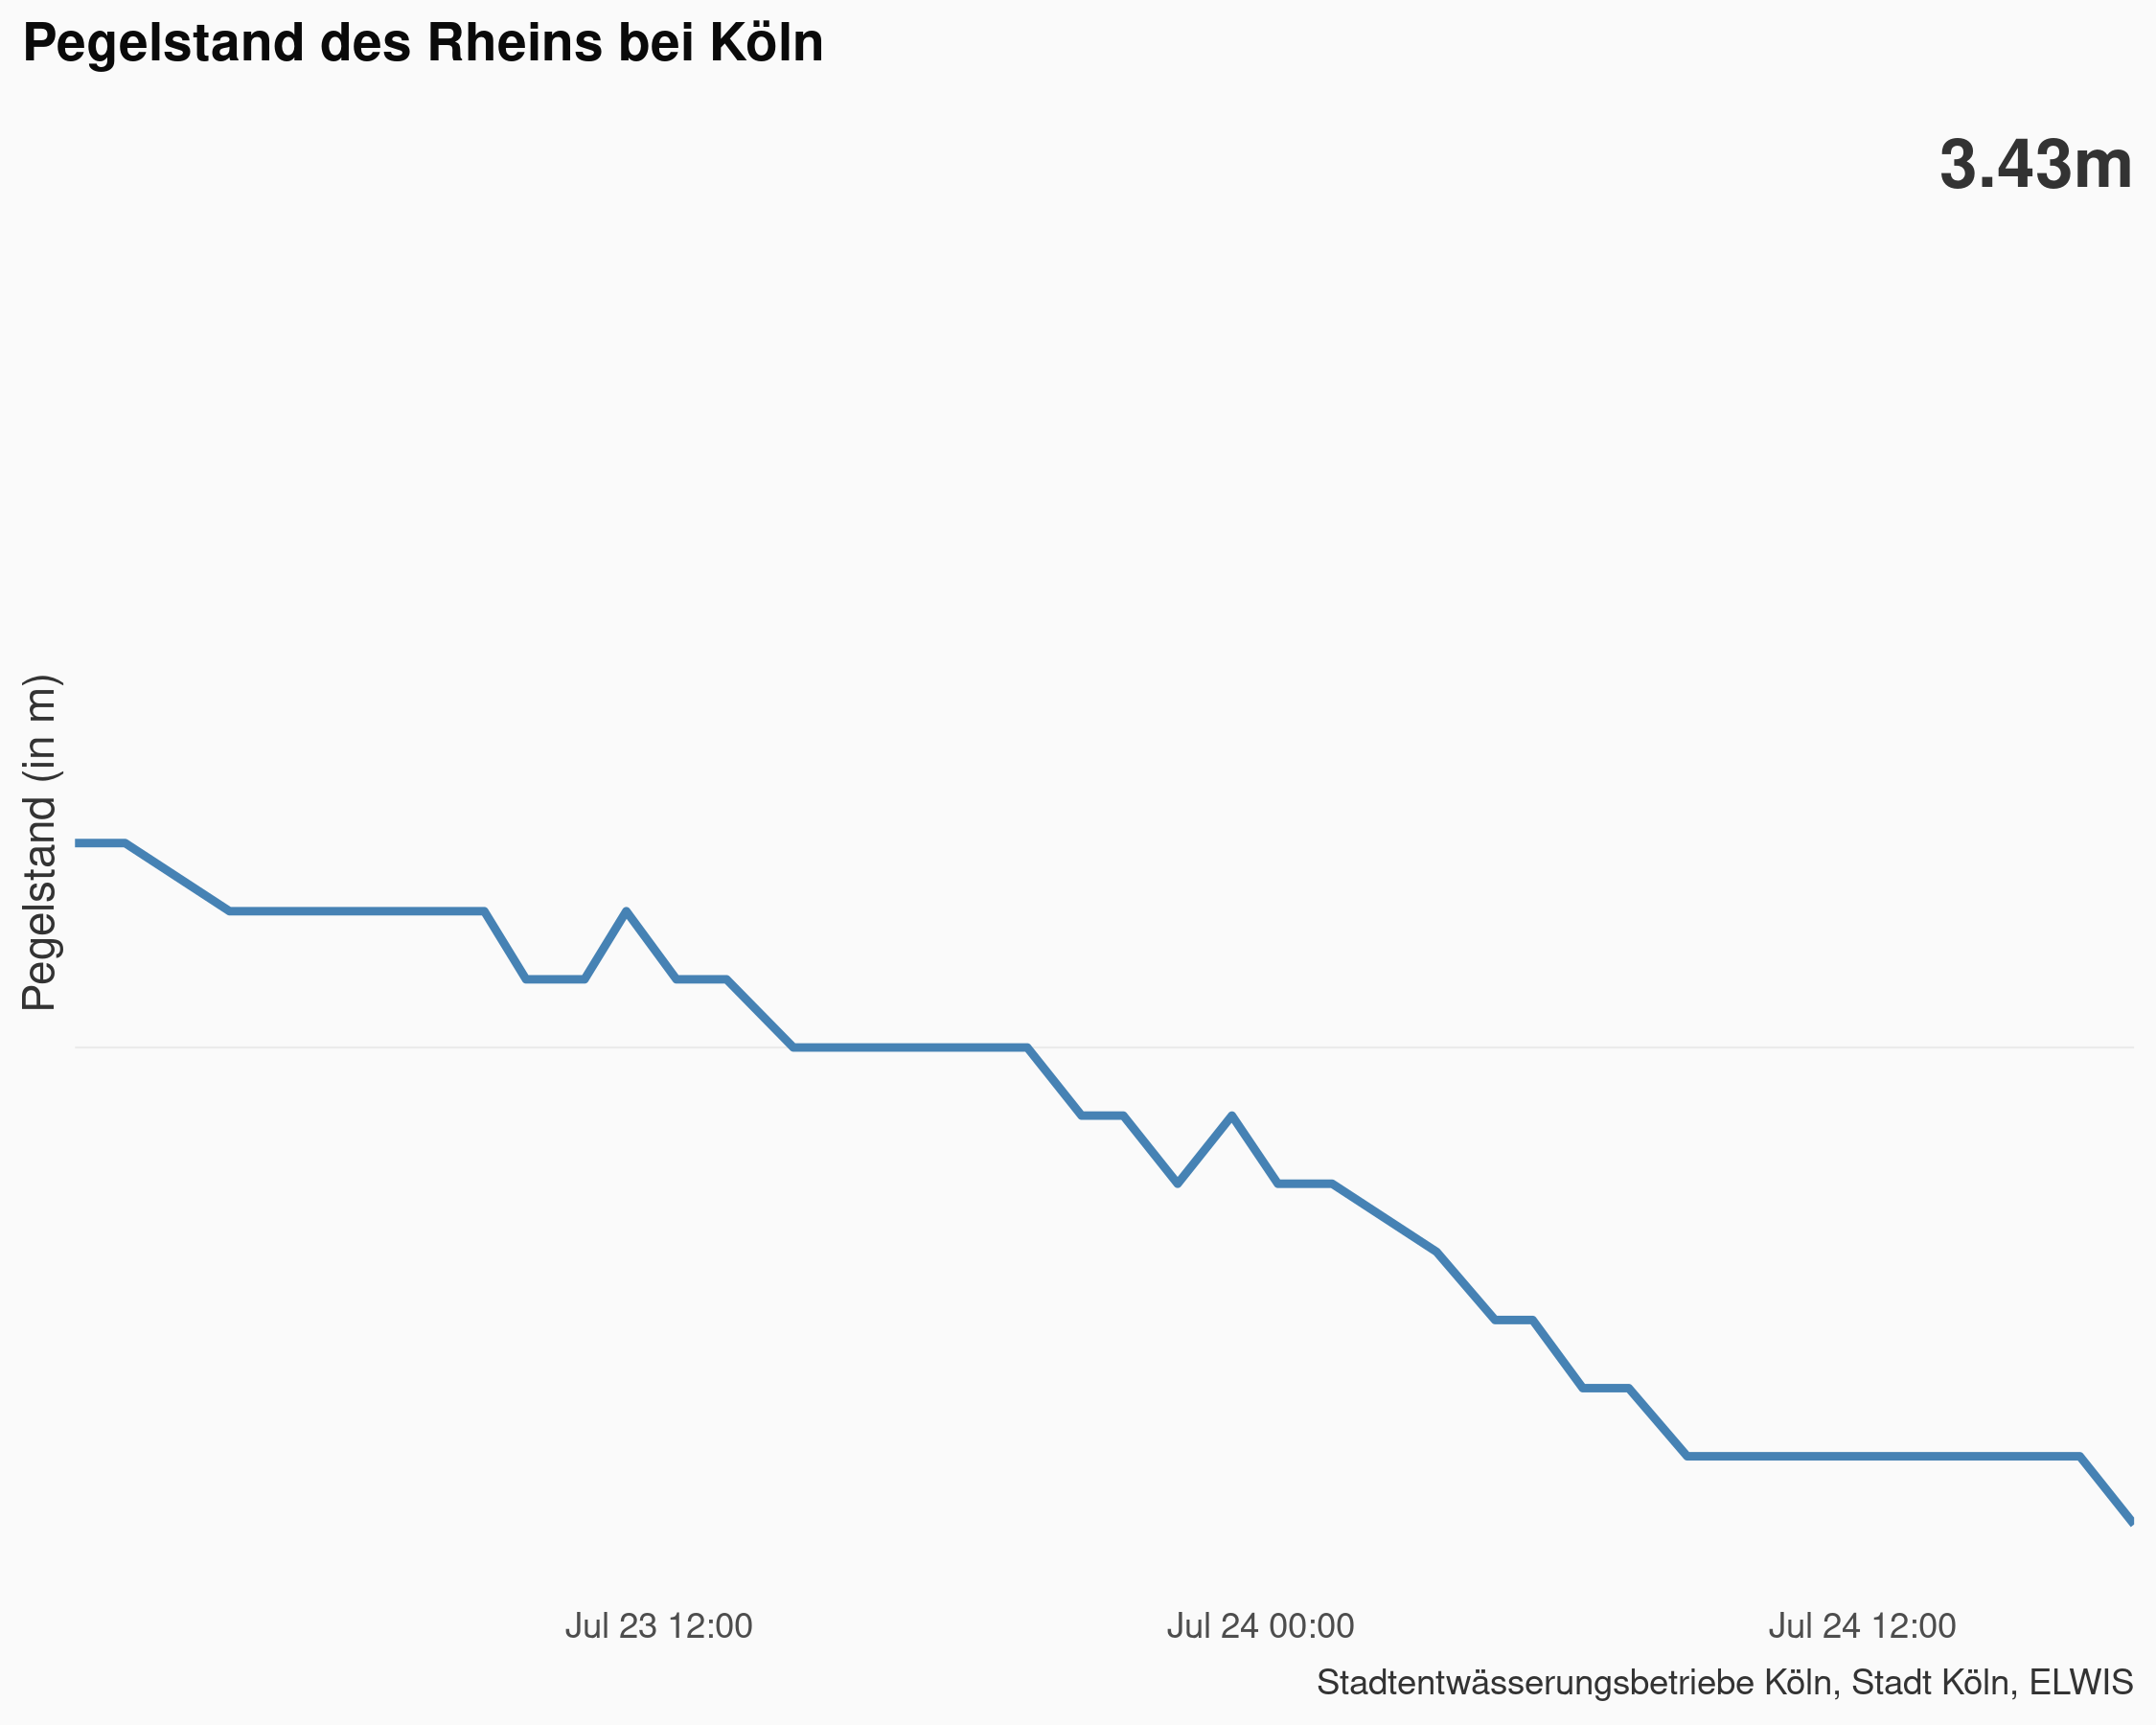 Pegelstand des Rheins bei Köln
3.43m
Pegelstand (in m)
Jul 23 12:00
Jul 24 00:00
Jul 24 12:00
Stadtentwässerungsbetriebe Köln, Stadt Köln, ELWIS